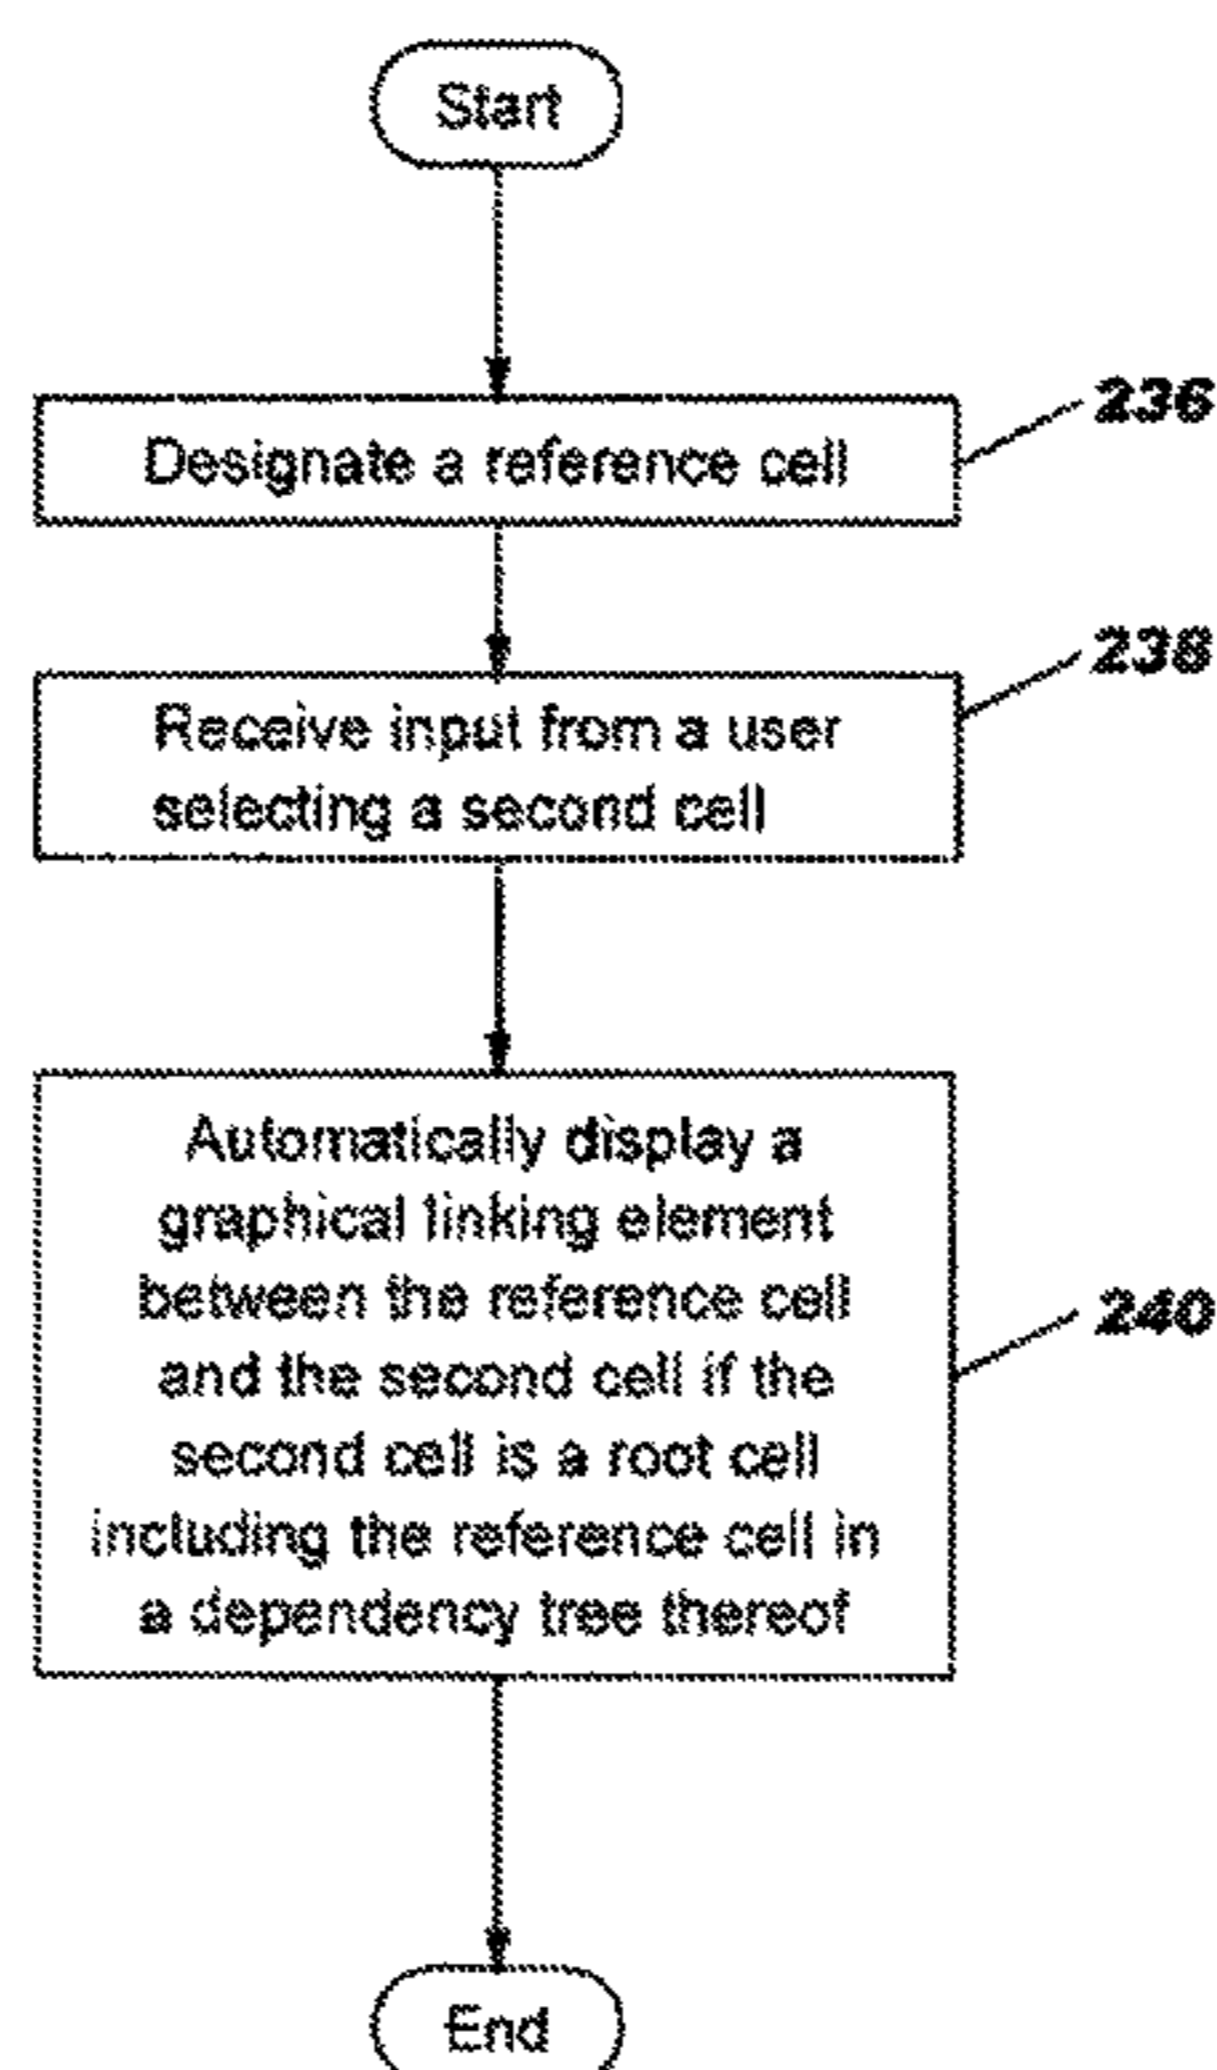 Start
Designate a reference cell
236
Receive input from a user
selecting a second cell
238
Automatically display a
graphical linking element
between the reference cell
and the second cell if the
second cell is a root cell
including the reference cell in
a dependency tree thereof
240
End